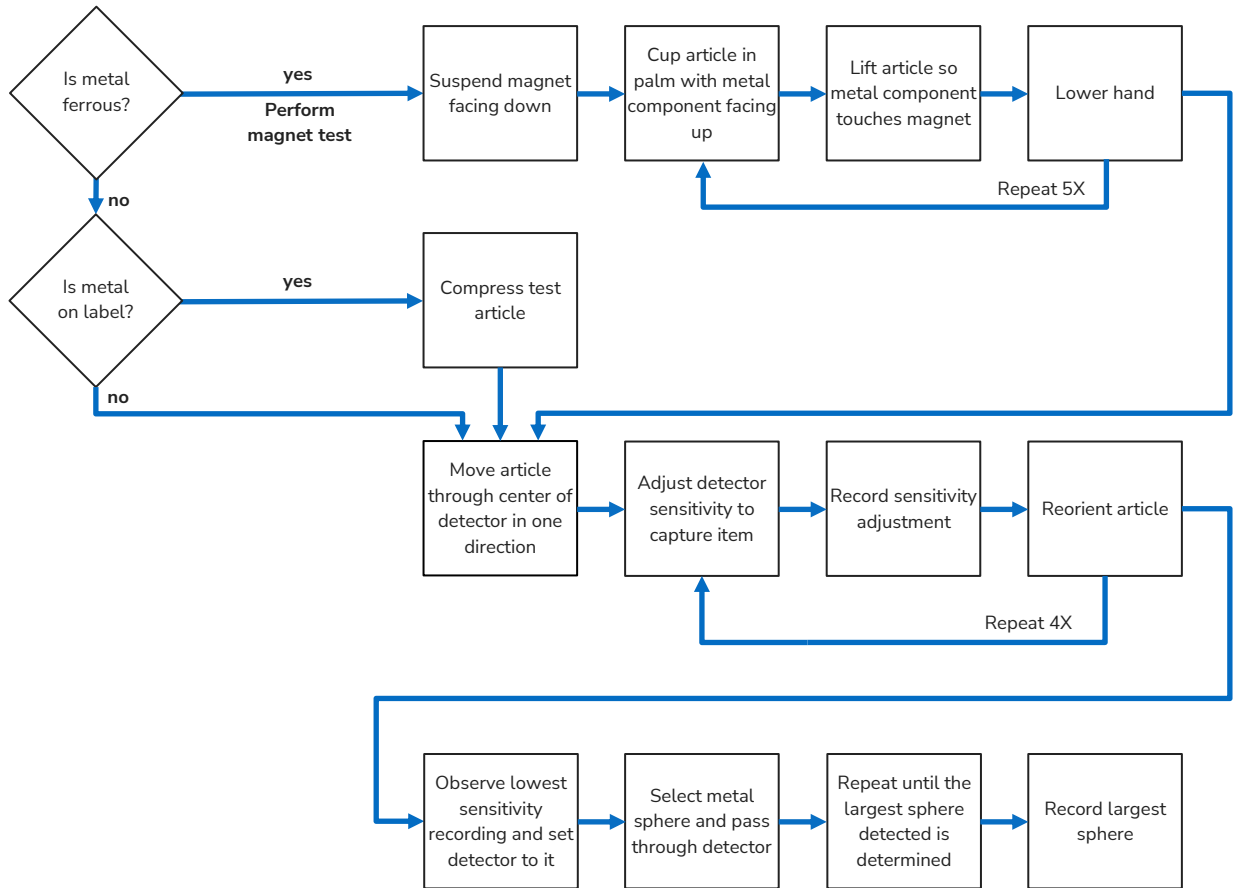 Is metal
ferrous?
yes
Perform
magnet test
Suspend magnet
facing down
Cup article in
palm with metal
component facing
up
Lift article so
metal component
touches magnet
Lower hand
Repeat 5X
no
Is metal
on label?
yes
Compress test
article
no
Move article
through center of
detector in one
direction
Adjust detector
sensitivity to
capture item
Record sensitivity
adjustment
Reorient article
Repeat 4X
Observe lowest
sensitivity
recording and set
detector to it
Select metal
sphere and pass
through detector
Repeat until the
largest sphere
detected is
determined
Record largest
sphere